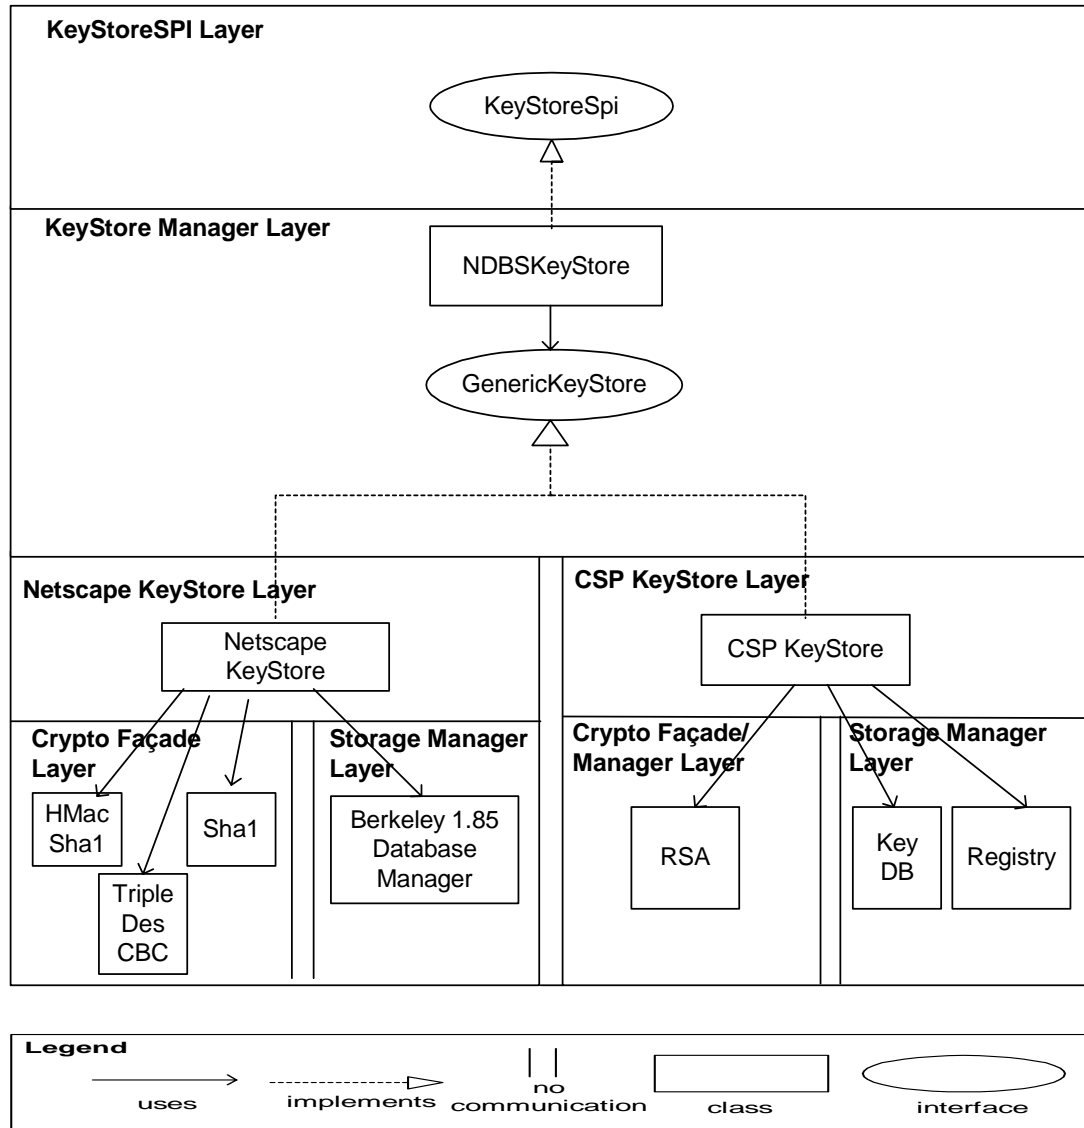 KeyStoreSPI Layer
KeyStoreSpi
KeyStore Manager Layer
NDBSKeyStore
GenericKeyStore
Netscape KeyStore Layer
Netscape
KeyStore
Crypto Façade
Layer
HMac
Sha1
Triple
Des
CBC
Sha1
Storage Manager
Layer
Berkeley 1.85
Database
Manager
CSP KeyStore Layer
CSP KeyStore
Crypto Façade/
Manager Layer
RSA
Storage Manager
Layer
Key
DB
Registry
Legend
uses
implements
no
communication
class
interface